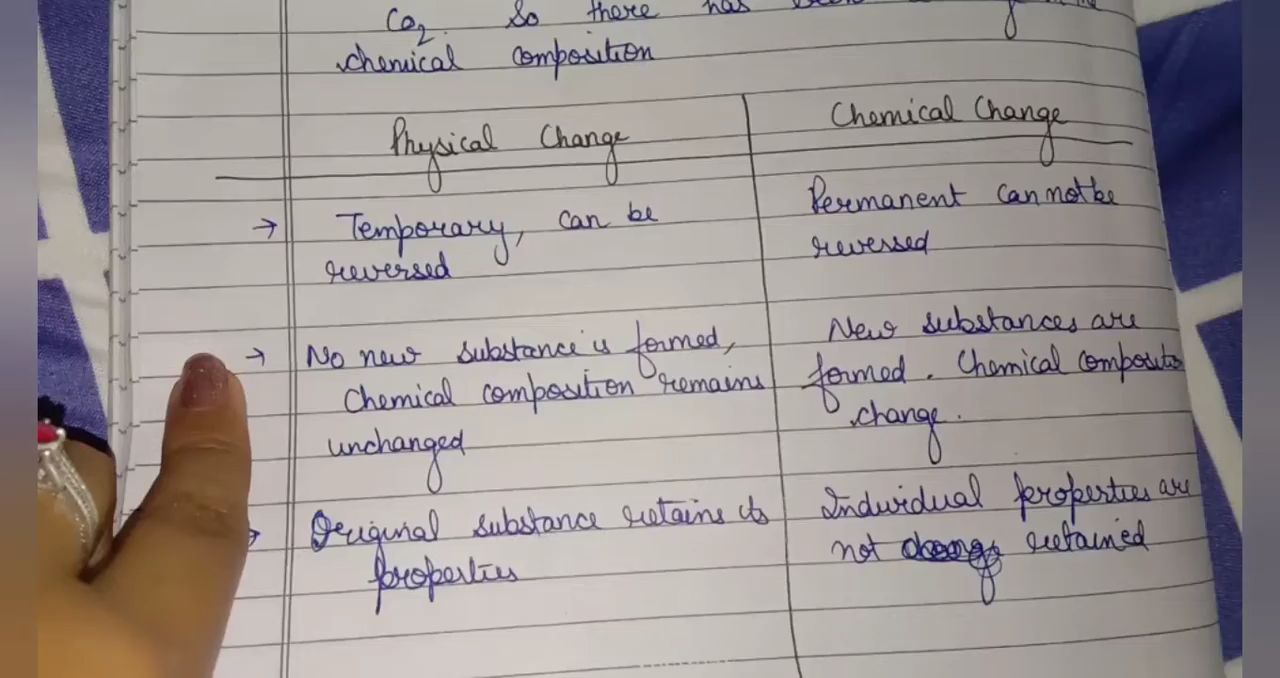 CO2. So there has
chemical composition
Physical Change | Chemical Change
→ Temporary, can be | Permanent can not be
reversed | reversed
→ No new substance is formed, | New substances are
Chemical composition remains | formed. Chemical composition
unchanged | change.
→ Original substance retains its | Individual properties are
properties | not retained